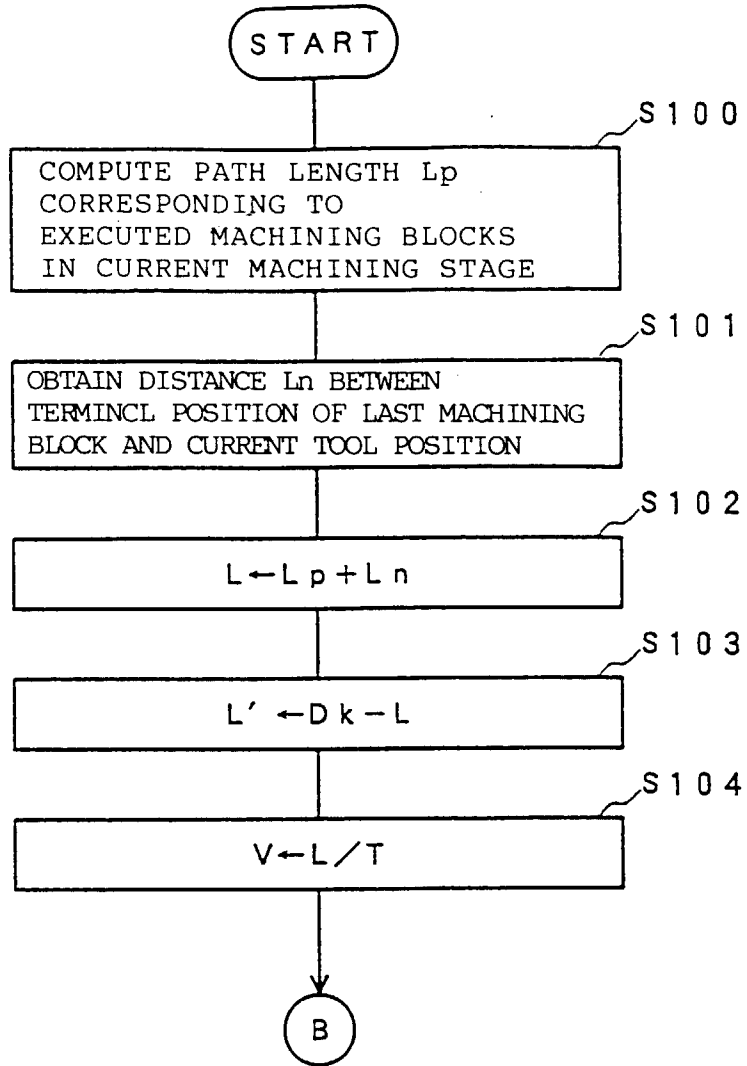 START
S100
COMPUTE PATH LENGTH Lp
CORRESPONDING TO
EXECUTED MACHINING BLOCKS
IN CURRENT MACHINING STAGE
S101
OBTAIN DISTANCE Ln BETWEEN
TERMINCL POSITION OF LAST MACHINING
BLOCK AND CURRENT TOOL POSITION
S102
L←Lp+Ln
S103
L' ←Dk−L
S104
V←L/T
B